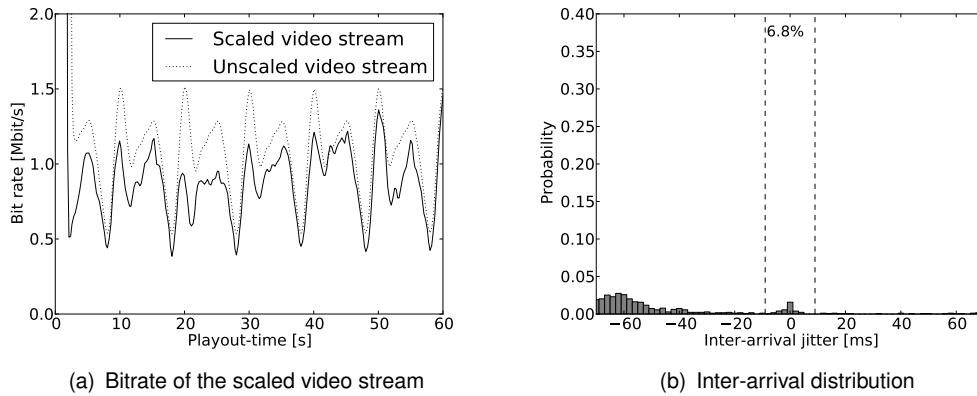 2.0
1.5
1.0
0.5
0.0
Bit rate [Mbit/s]
Scaled video stream
Unscaled video stream
0 10 20 30 40 50 60
Playout-time [s]
(a) Bitrate of the scaled video stream
0.40
0.35
0.30
0.25
0.20
0.15
0.10
0.05
0.00
Probability
6.8%
−60 −40 −20 0 20 40 60
Inter-arrival jitter [ms]
(b) Inter-arrival distribution